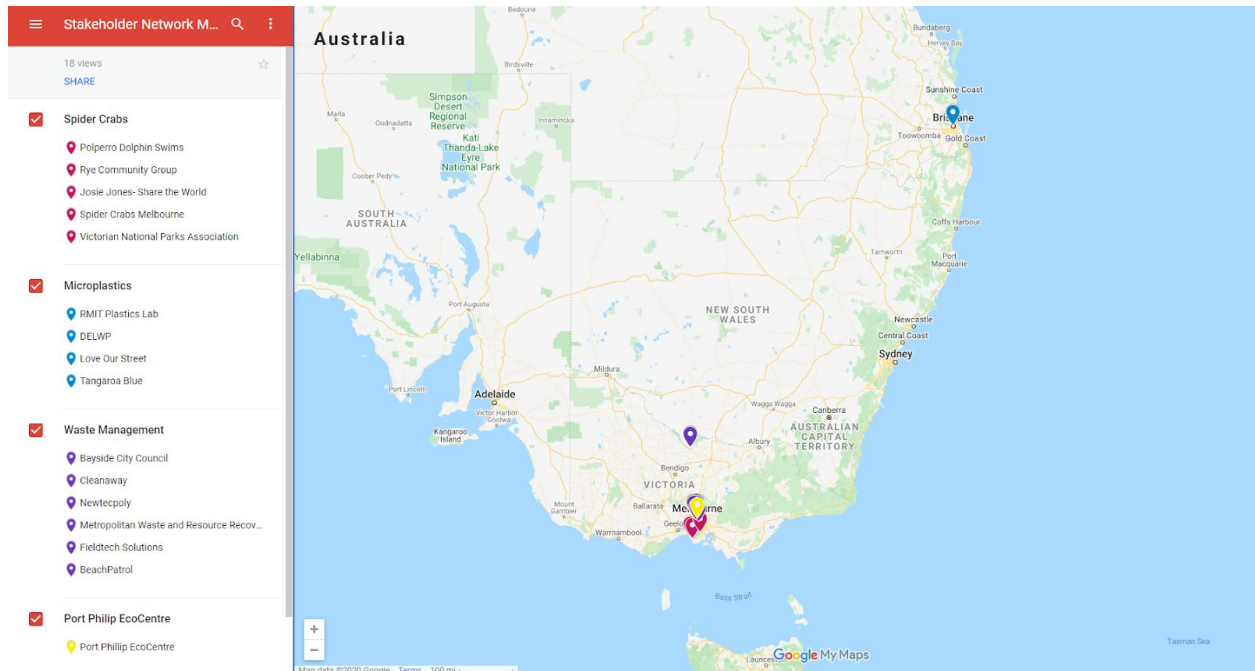 Stakeholder Network M...
18 views
SHARE
Spider Crabs
Polperro Dolphin Swims
Rye Community Group
Josie Jones- Share the World
Spider Crabs Melbourne
Victorian National Parks Association
Microplastics
RMIT Plastics Lab
DELWP
Love Our Street
Tangaroa Blue
Waste Management
Bayside City Council
Cleanaway
Newtecpoly
Metropolitan Waste and Resource Recov...
Fieldtech Solutions
BeachPatrol
Port Philip EcoCentre
Port Phillip EcoCentre
Australia
Bedourie
Birdsville
Bundaberg
Hervey Bay
Sunshine Coast
Toowoomba
Gold Coast
Simpson
Desert
Regional
Reserve
Marla
Oodnadatta
Innamincka
Kati
Thanda-Lake
Eyre
National Park
Coober Pedy
SOUTH
AUSTRALIA
Coffs Harbour
Yellabinna
Tamworth
Port
Macquarie
Port Augusta
NEW SOUTH
WALES
Newcastle
Central Coast
Sydney
Mildura
Port Lincoln
Adelaide
Victor Harbor
Goolwa
Wagga Wagga
Canberra
AUSTRALIAN
CAPITAL
TERRITORY
Kangaroo
Island
Albury
Bendigo
VICTORIA
Mount
Gambier
Ballarat
Warrnambool
Bass Strait
Tasman Sea
+
−
Google My Maps
Map data ©2020 Google
Terms
100 mi